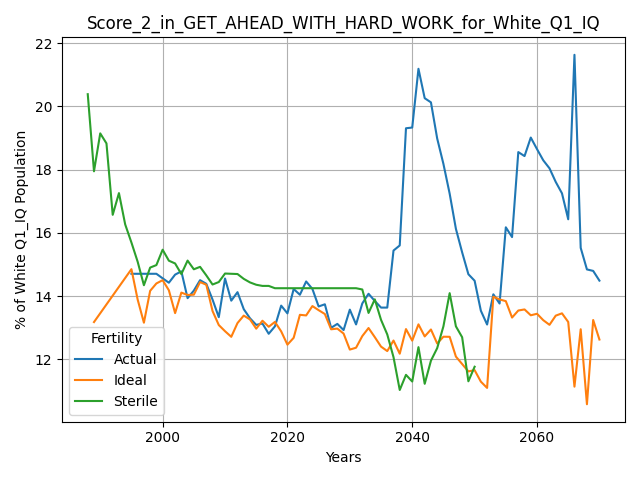 Score_2_in_GET_AHEAD_WITH_HARD_WORK_for_White_Q1_IQ
% of White Q1_IQ Population
22
20
18
16
14
12
Fertility
Actual
Ideal
Sterile
2000
2020
2040
2060
Years